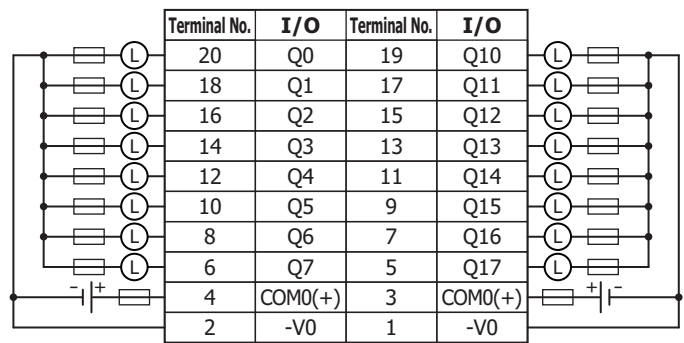 Terminal No. I/O Terminal No. I/O
L 20 Q0 19 Q10 L
L 18 Q1 17 Q11 L
L 16 Q2 15 Q12 L
L 14 Q3 13 Q13 L
L 12 Q4 11 Q14 L
L 10 Q5 9 Q15 L
L 8 Q6 7 Q16 L
L 6 Q7 5 Q17 L
- + 4 COM0(+) 3 COM0(+) + -
2 -V0 1 -V0